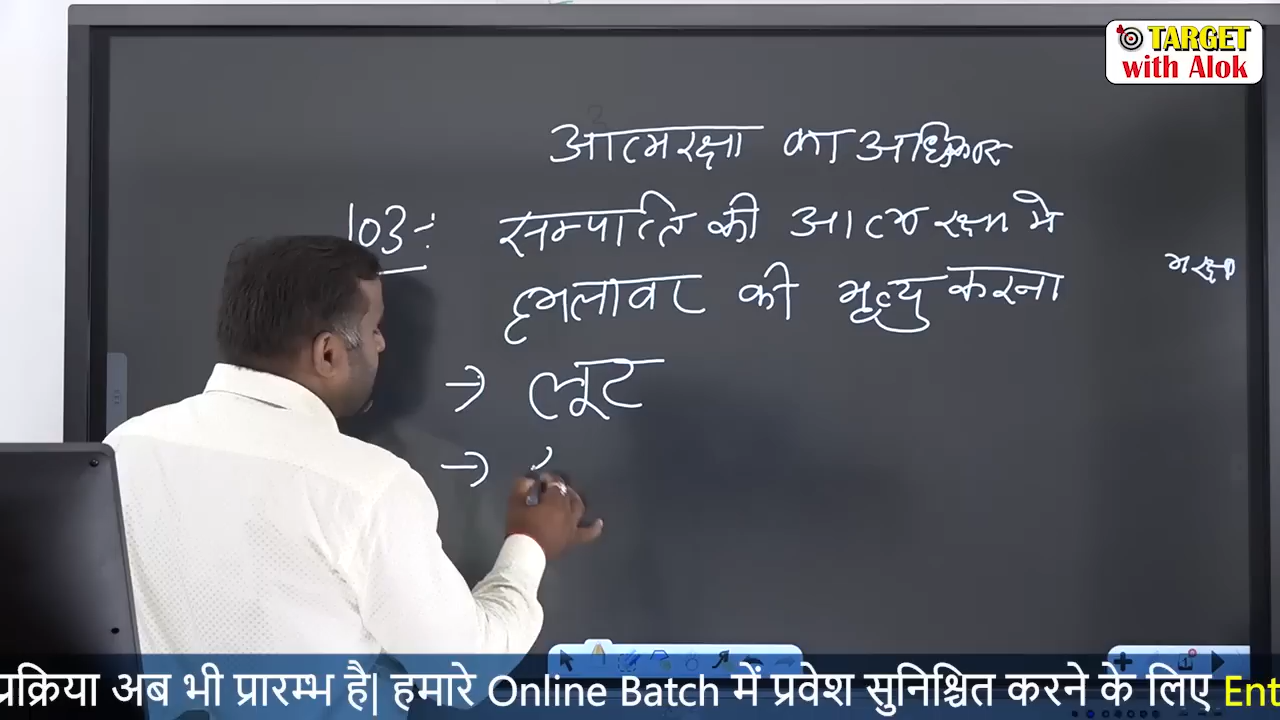 TARGET
with Alok
आत्मरक्षा का अधिकार
103 :- सम्पत्ति की आत्मरक्षा मे
हमलावर की मृत्यु करना
→ लूट
→
प्रक्रिया अब भी प्रारम्भ है| हमारे Online Batch में प्रवेश सुनिश्चित करने के लिए Ent